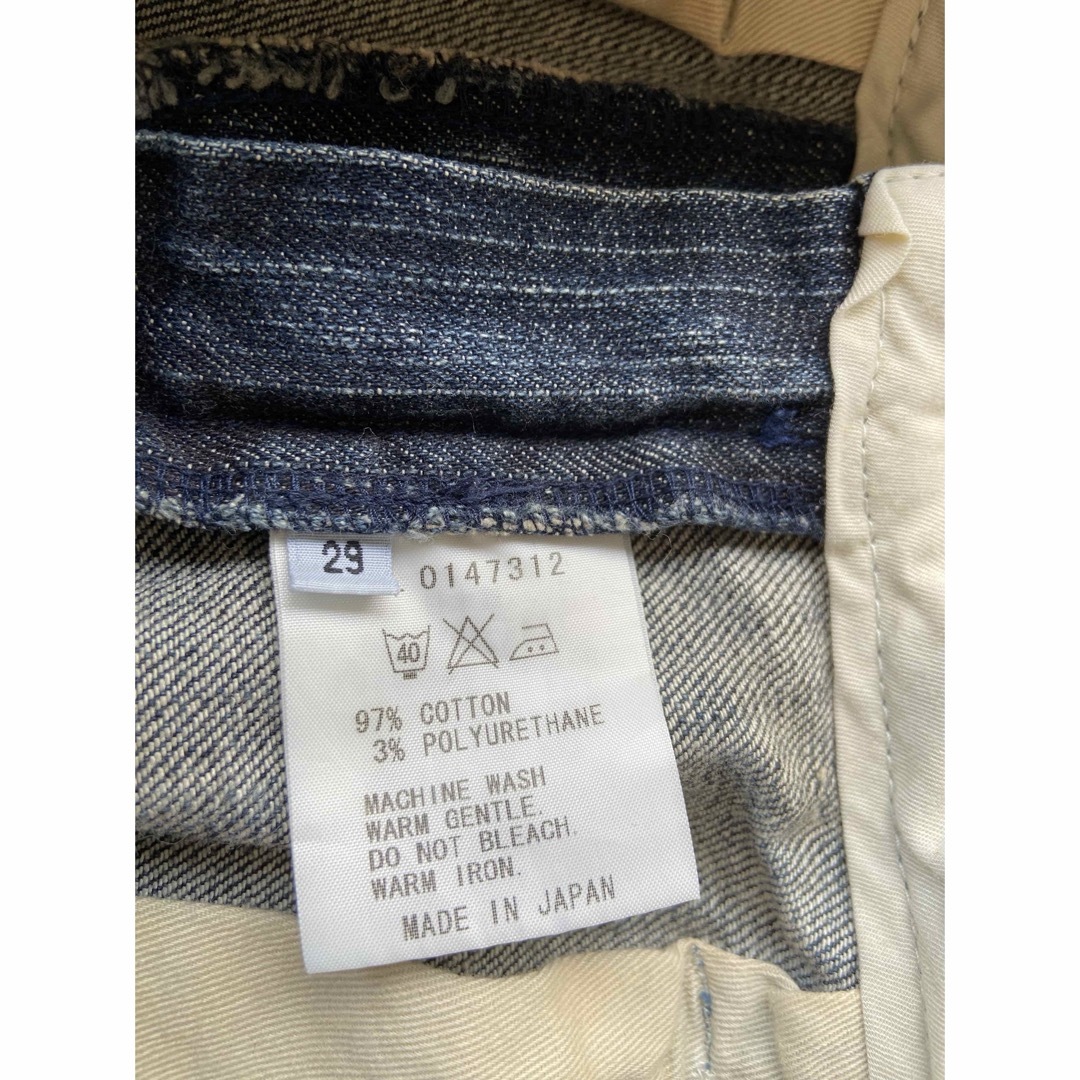 29
0147312
40
97% COTTON
3% POLYURETHANE
MACHINE WASH
WARM GENTLE.
DO NOT BLEACH.
WARM IRON.
MADE IN JAPAN